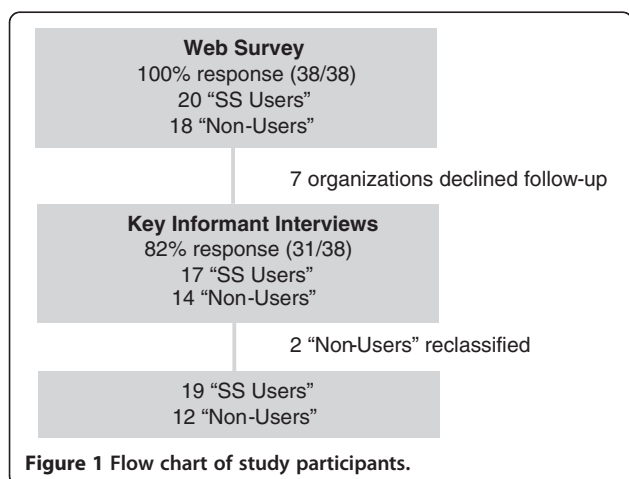 Web Survey
100% response (38/38)
20 “SS Users”
18 “Non-Users”
7 organizations declined follow-up
Key Informant Interviews
82% response (31/38)
17 “SS Users”
14 “Non-Users”
2 “Non-Users” reclassified
19 “SS Users”
12 “Non-Users”
Figure 1 Flow chart of study participants.